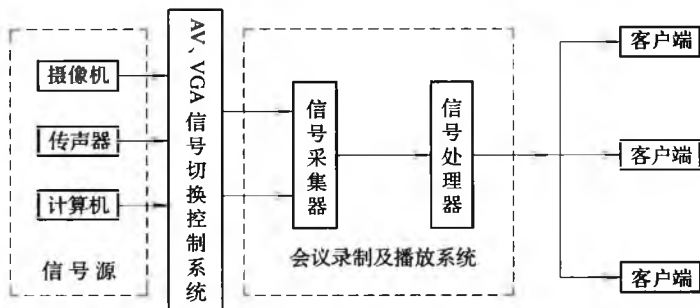 摄像机
传声器
计算机
信号源
AV、VGA信号切换控制系统
信号采集器
信号处理器
会议录制及播放系统
客户端
客户端
客户端